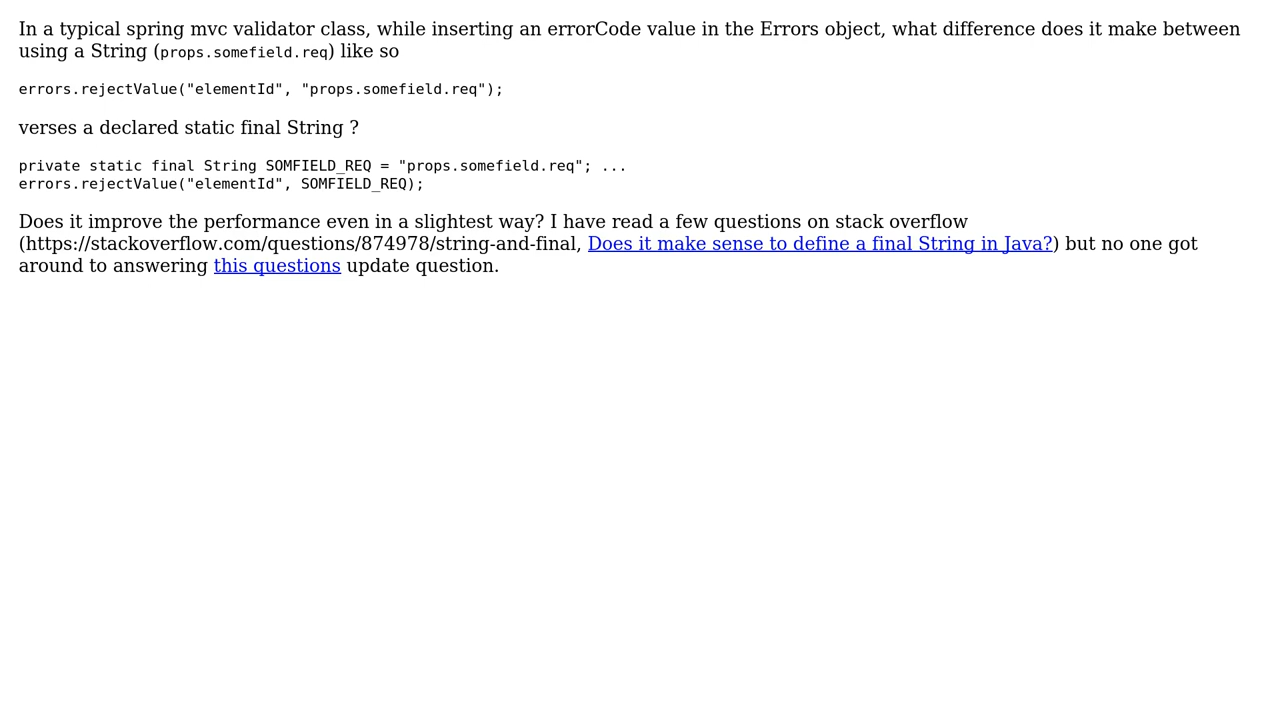 In a typical spring mvc validator class, while inserting an errorCode value in the Errors object, what difference does it make between
using a String (props.somefield.req) like so
errors.rejectValue("elementId", "props.somefield.req");
verses a declared static final String ?
private static final String SOMFIELD_REQ = "props.somefield.req"; ...
errors.rejectValue("elementId", SOMFIELD_REQ);
Does it improve the performance even in a slightest way? I have read a few questions on stack overflow
(https://stackoverflow.com/questions/874978/string-and-final, Does it make sense to define a final String in Java?) but no one got
around to answering this questions update question.